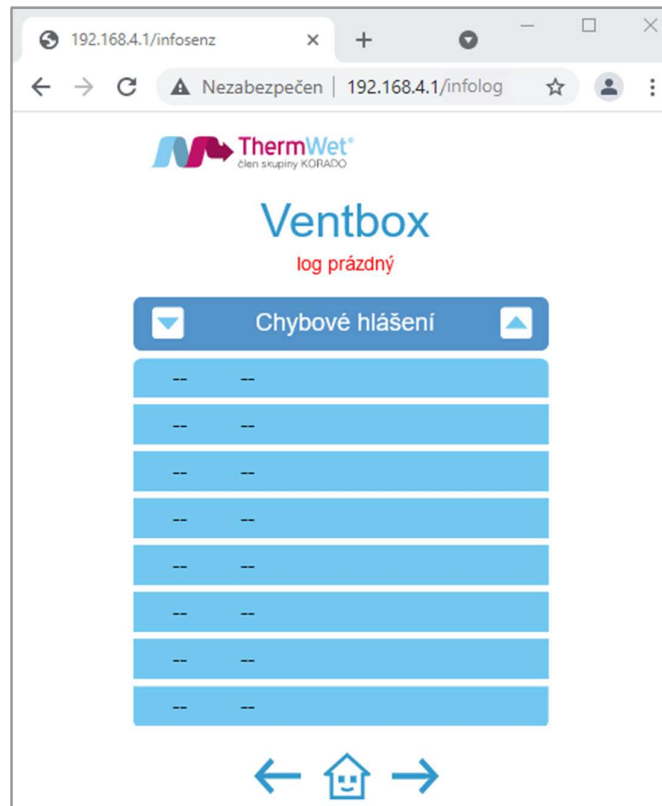 192.168.4.1/infosenz
Nezabezpečen | 192.168.4.1/infolog
ThermWet®
člen skupiny KORADO
Ventbox
log prázdný
Chybové hlášení
-- --
-- --
-- --
-- --
-- --
-- --
-- --
-- --